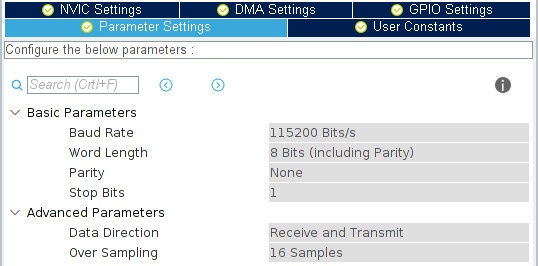 NVIC Settings DMA Settings GPIO Settings
Parameter Settings User Constants
Configure the below parameters :
Search (Crtl+F)
Basic Parameters
Baud Rate 115200 Bits/s
Word Length 8 Bits (including Parity)
Parity None
Stop Bits 1
Advanced Parameters
Data Direction Receive and Transmit
Over Sampling 16 Samples